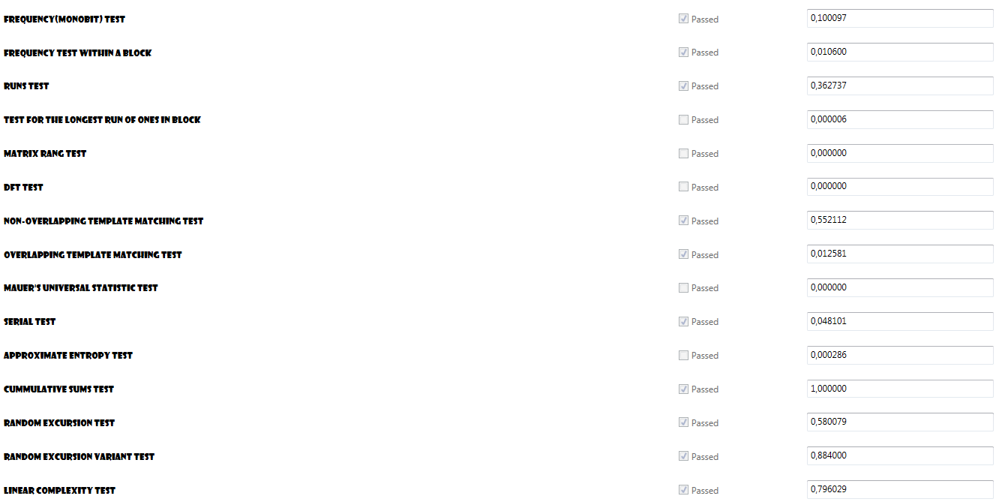 FREQUENCY(MONOBIT) TEST Passed 0,100097
FREQUENCY TEST WITHIN A BLOCK Passed 0,010600
RUNS TEST Passed 0,362737
TEST FOR THE LONGEST RUN OF ONES IN BLOCK Passed 0,000006
MATRIX RANG TEST Passed 0,000000
DFT TEST Passed 0,000000
NON-OVERLAPPING TEMPLATE MATCHING TEST Passed 0,552112
OVERLAPPING TEMPLATE MATCHING TEST Passed 0,012581
MAUER'S UNIVERSAL STATISTIC TEST Passed 0,000000
SERIAL TEST Passed 0,048101
APPROXIMATE ENTROPY TEST Passed 0,000286
CUMMULATIVE SUMS TEST Passed 1,000000
RANDOM EXCURSION TEST Passed 0,580079
RANDOM EXCURSION VARIANT TEST Passed 0,884000
LINEAR COMPLEXITY TEST Passed 0,796029